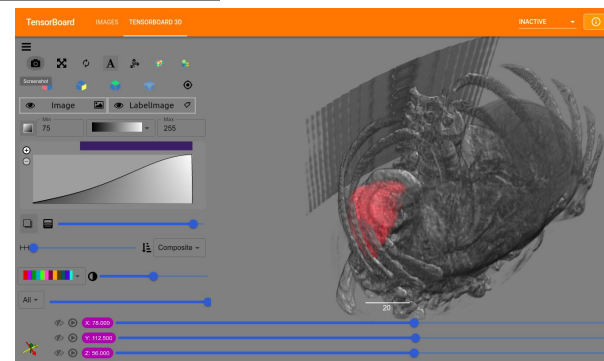 TensorBoard IMAGES TENSORBOARD 3D INACTIVE
A
Screenshot
Image LabelImage
Min 75 Max 255
Composite
All
20
X: 78.000
Y: 112.500
Z: 56.000